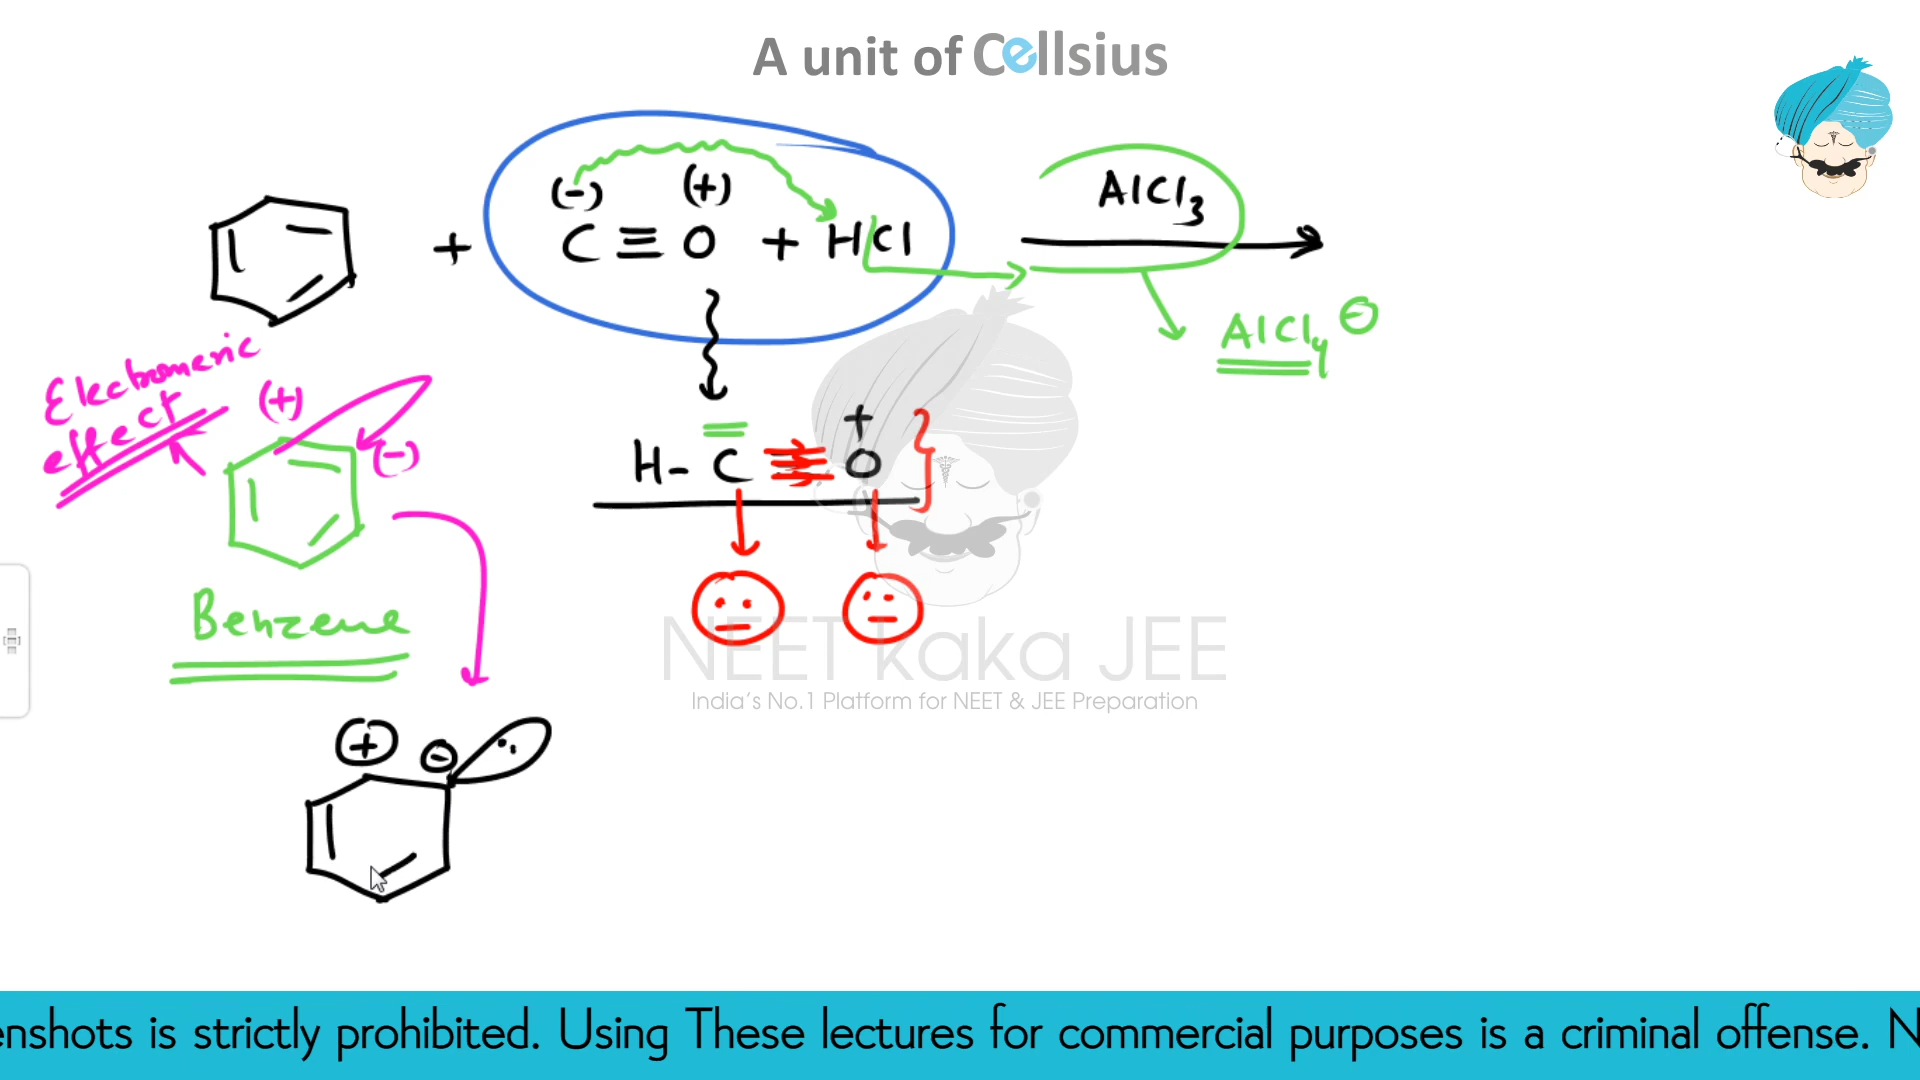 A unit of Cellsius
(-) (+)
C ≡ O + HCl
AlCl3
+
AlCl4 ⊖
Electromeric
effect
(+)
(-)
+
H - C ≡ O
Benzene
NEET kaka JEE
India's No.1 Platform for NEET & JEE Preparation
⊕ ⊖
enshots is strictly prohibited. Using These lectures for commercial purposes is a criminal offense. N